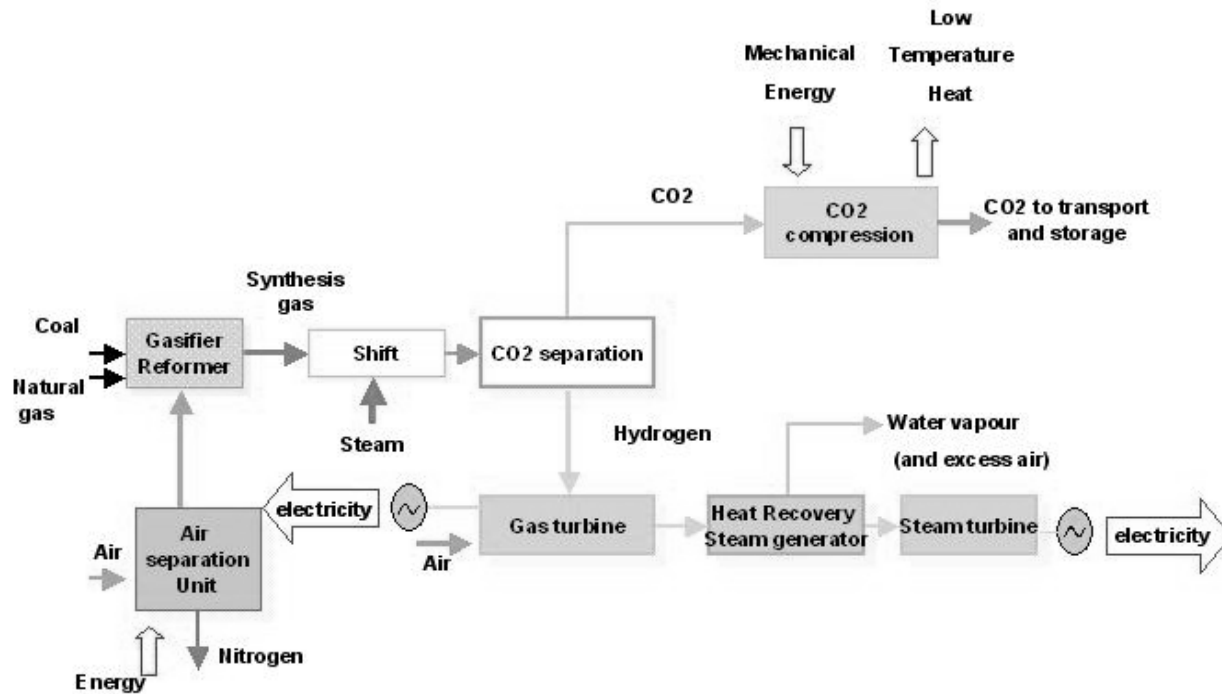 Low
Mechanical Temperature
Energy Heat
CO2
CO2
compression
CO2 to transport
and storage
Synthesis
gas
Coal
Natural
gas
Gasifier
Reformer
Shift
CO2 separation
Steam
Hydrogen
Water vapour
(and excess air)
electricity
Gas turbine
Heat Recovery
Steam generator
Steam turbine
electricity
Air
Air
separation
Unit
Air
Nitrogen
Energy